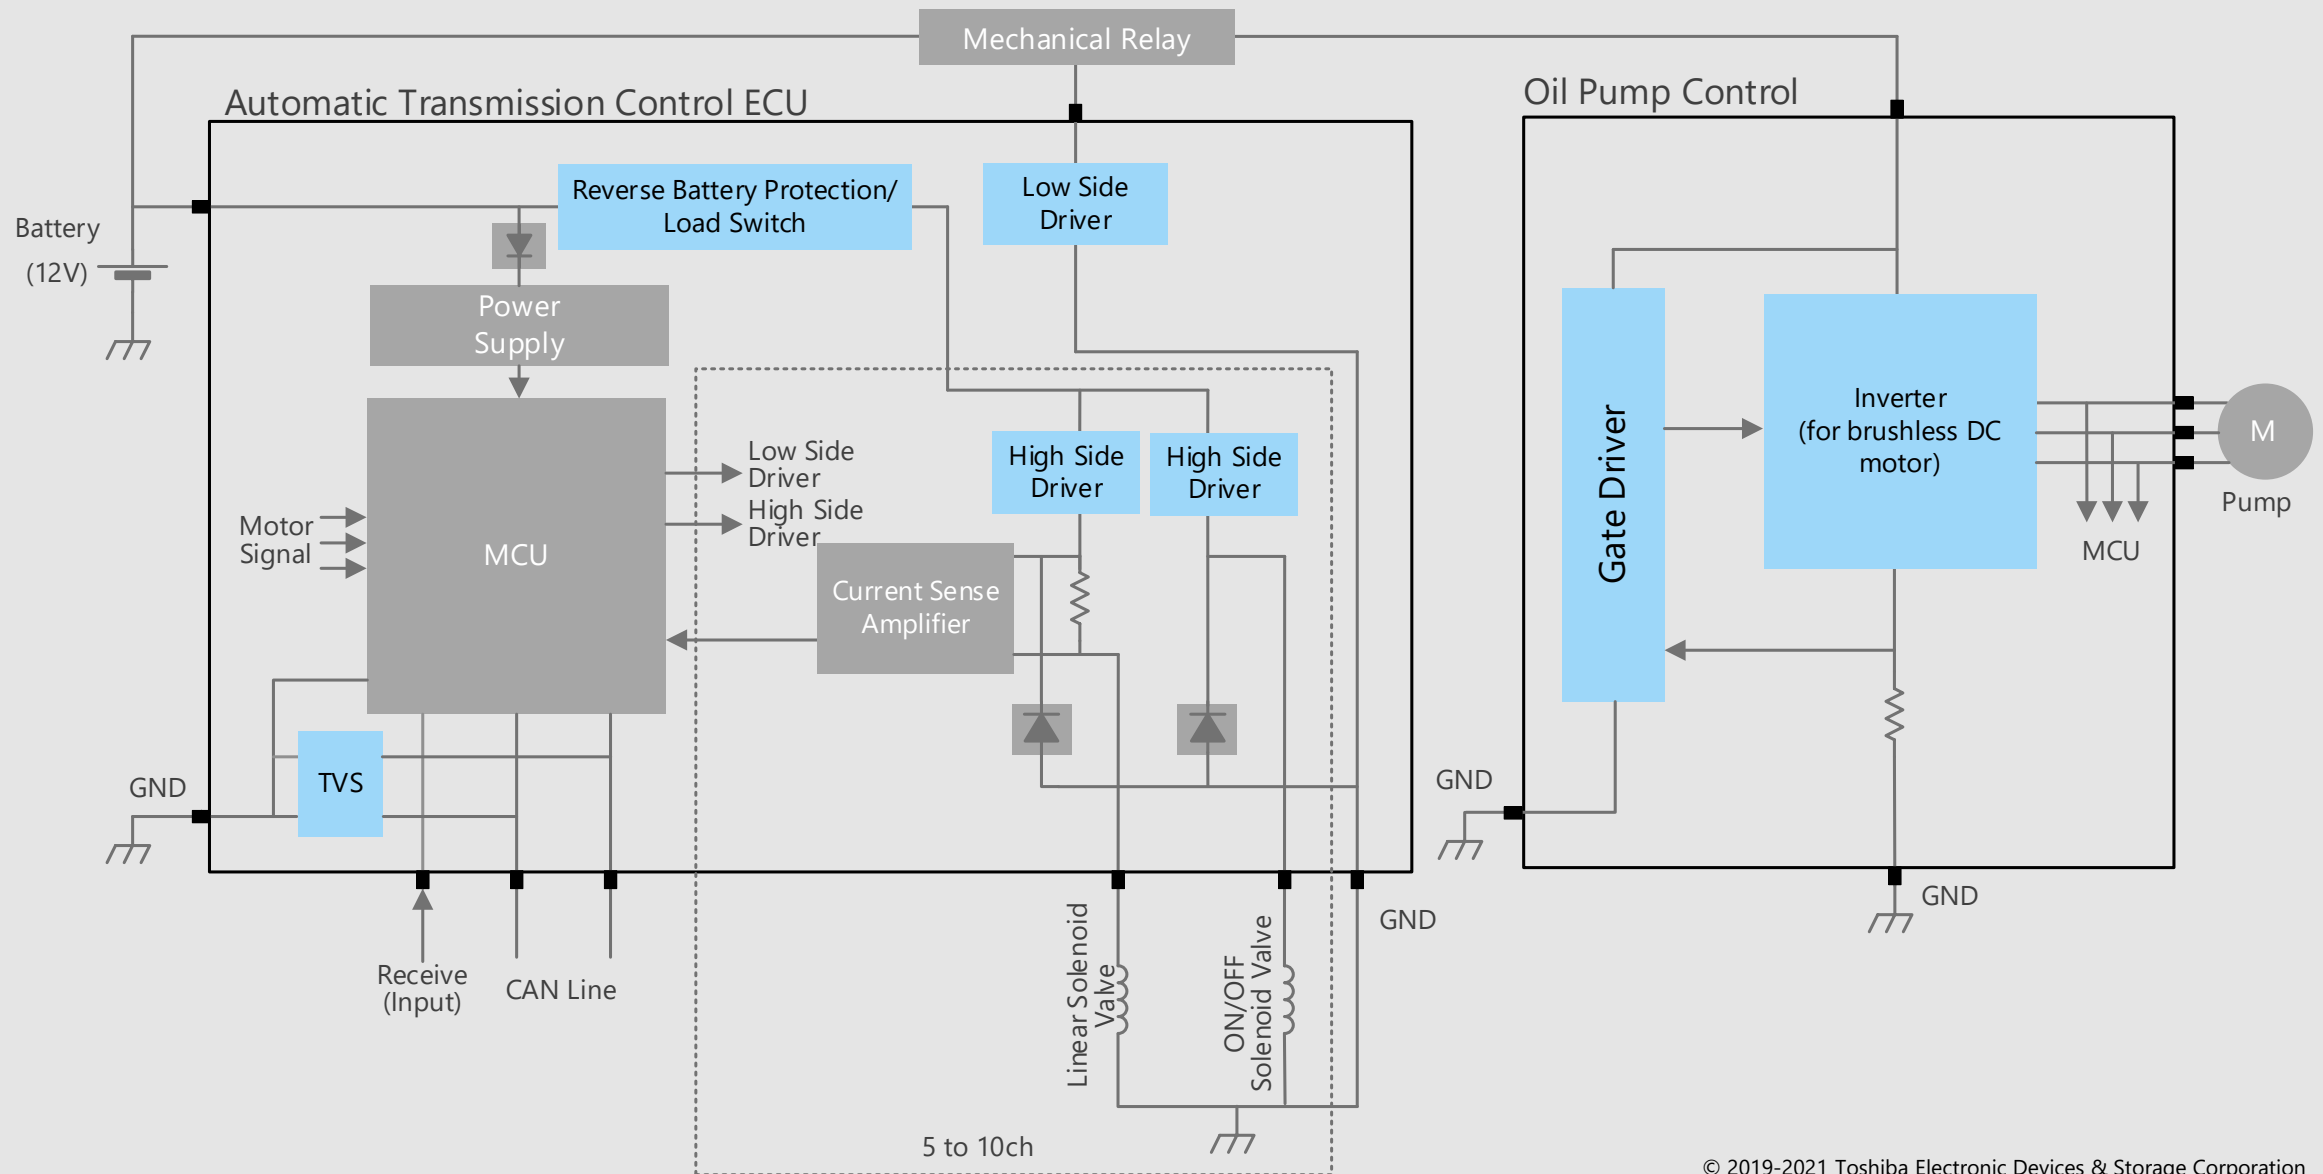 Mechanical Relay
Automatic Transmission Control ECU
Oil Pump Control
Reverse Battery Protection/
Load Switch
Low Side
Driver
Battery
(12V)
Power
Supply
MCU
Motor
Signal
Low Side
Driver
High Side
Driver
High Side
Driver
High Side
Driver
Current Sense
Amplifier
TVS
GND
Receive
(Input)
CAN Line
Linear Solenoid
Valve
ON/OFF
Solenoid Valve
GND
5 to 10ch
Gate Driver
Inverter
(for brushless DC
motor)
M
Pump
MCU
GND
GND
© 2019-2021 Toshiba Electronic Devices & Storage Corporation